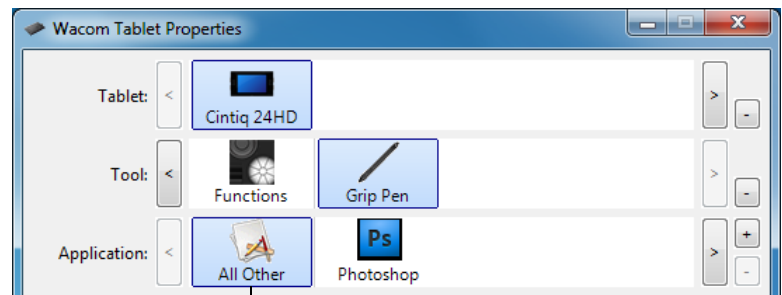 Wacom Tablet Properties
Tablet:
Cintiq 24HD
Tool:
Functions
Grip Pen
Application:
Ps
All Other
Photoshop